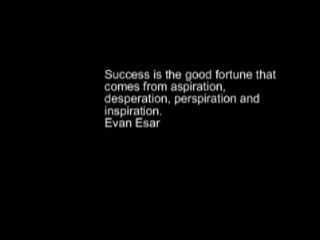 Success is the good fortune that
comes from aspiration,
desperation, perspiration and
inspiration.
Evan Esar